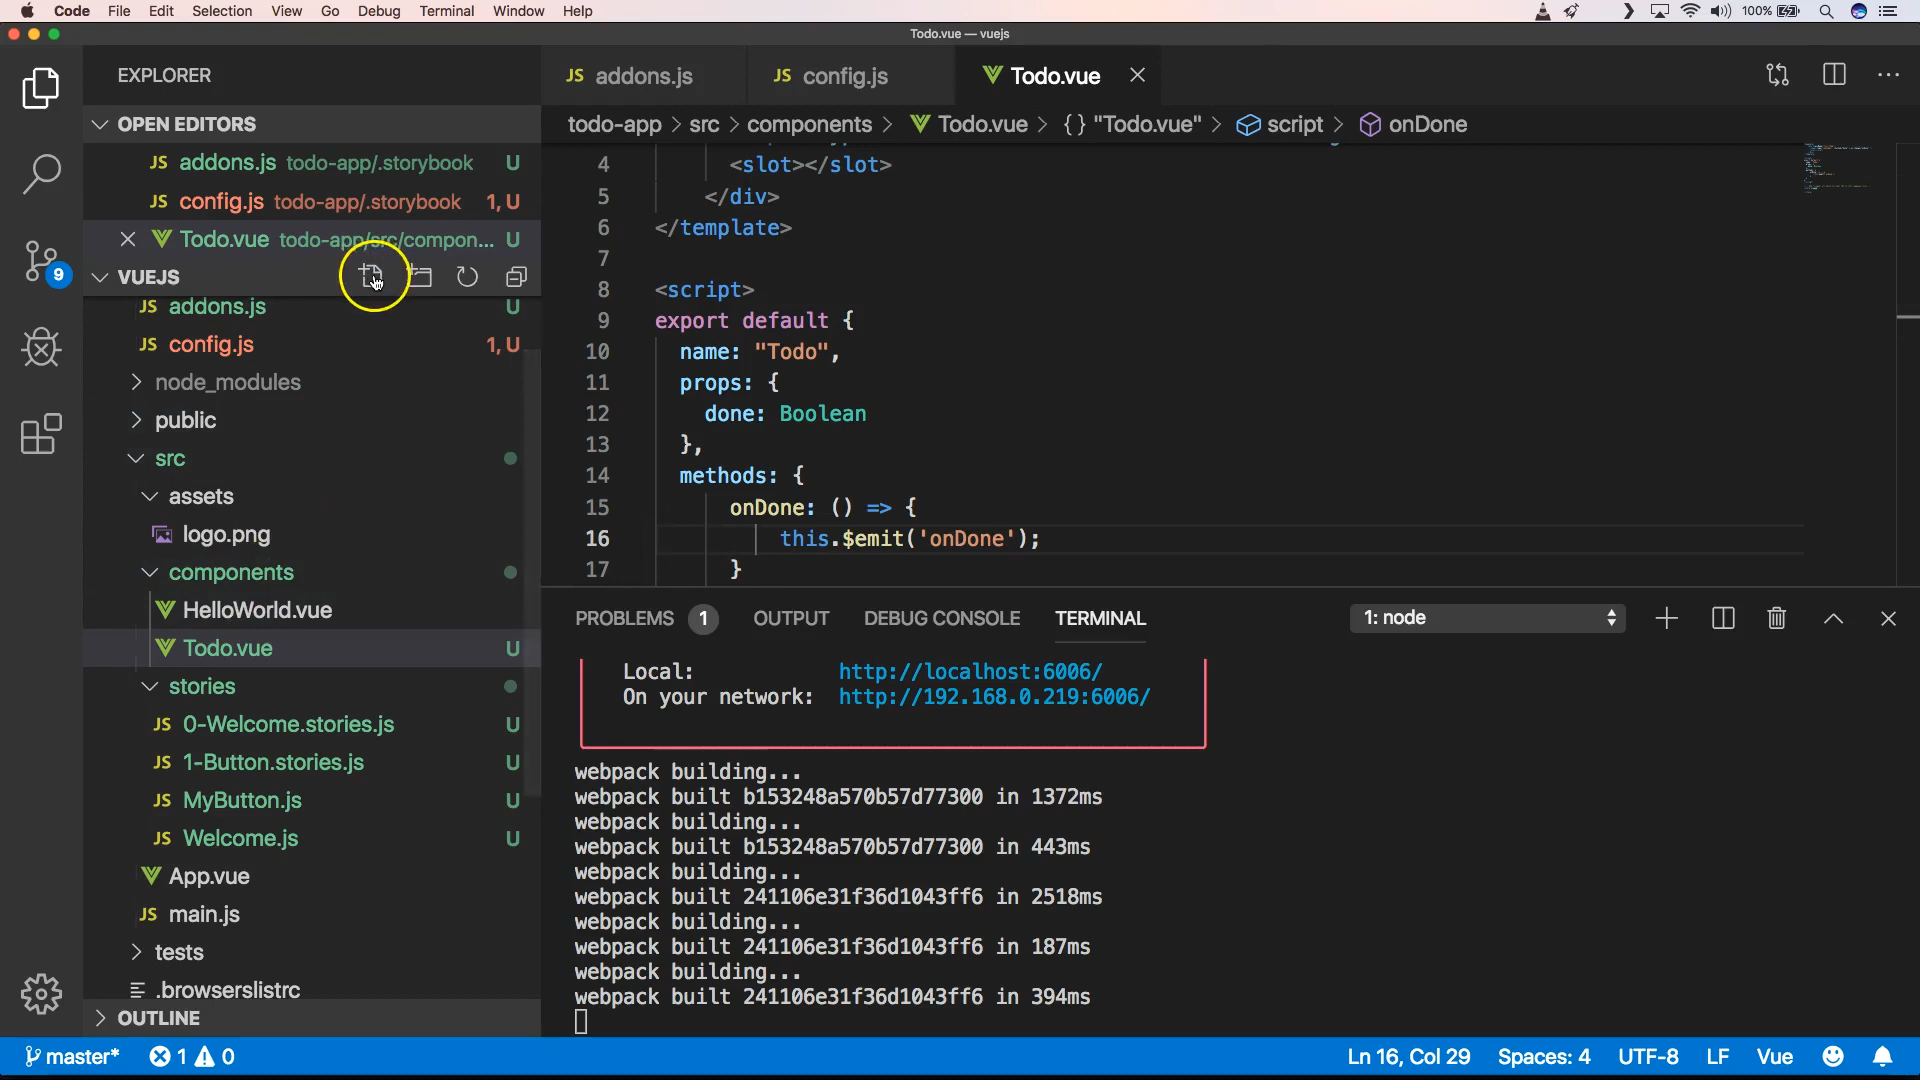 Code File Edit Selection View Go Debug Terminal Window Help 100%
Todo.vue — vuejs
EXPLORER
OPEN EDITORS
JS addons.js todo-app/.storybook U
JS config.js todo-app/.storybook 1, U
Todo.vue todo-app/src/compon... U
VUEJS
JS addons.js U
JS config.js 1, U
node_modules
public
src
assets
logo.png
components
HelloWorld.vue
Todo.vue U
stories
JS 0-Welcome.stories.js U
JS 1-Button.stories.js U
JS MyButton.js U
JS Welcome.js U
App.vue
JS main.js
tests
.browserslistrc
OUTLINE
9
JS addons.js JS config.js Todo.vue
todo-app > src > components > Todo.vue > {} "Todo.vue" > script > onDone
4 <slot></slot>
5 </div>
6 </template>
7
8 <script>
9 export default {
10 name: "Todo",
11 props: {
12 done: Boolean
13 },
14 methods: {
15 onDone: () => {
16 this.$emit('onDone');
17 }
PROBLEMS 1 OUTPUT DEBUG CONSOLE TERMINAL 1: node
Local: http://localhost:6006/
On your network: http://192.168.0.219:6006/
webpack building...
webpack built b153248a570b57d77300 in 1372ms
webpack building...
webpack built b153248a570b57d77300 in 443ms
webpack building...
webpack built 241106e31f36d1043ff6 in 2518ms
webpack building...
webpack built 241106e31f36d1043ff6 in 187ms
webpack building...
webpack built 241106e31f36d1043ff6 in 394ms
master* 1 0 Ln 16, Col 29 Spaces: 4 UTF-8 LF Vue